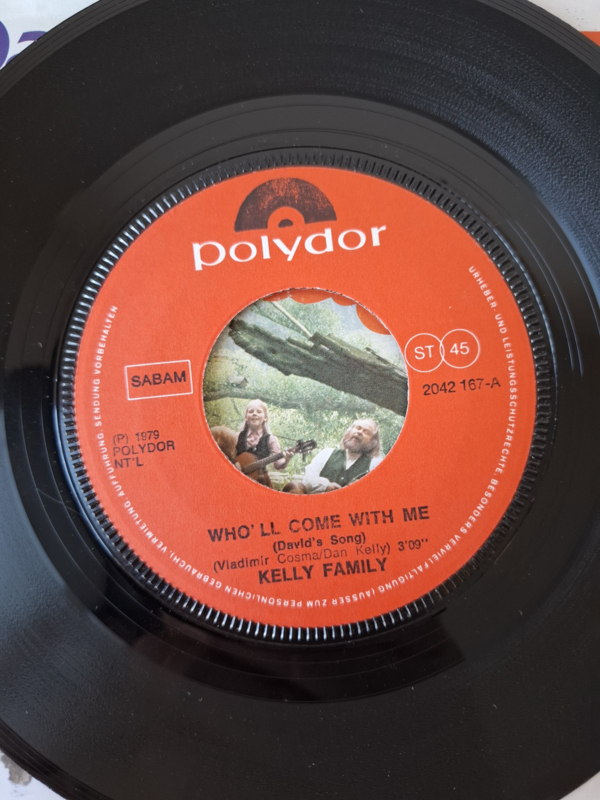 polydor
ST 45
SABAM
2042 167-A
(P) 1979
POLYDOR
NT'L
WHO'LL COME WITH ME
(David's Song)
(Vladimir Cosma/Dan Kelly) 3'09"
KELLY FAMILY
URHEBER- UND LEISTUNGSSCHUTZRECHTE, BESONDERS VERVIELFÄLTIGUNG (AUSSER ZUM PERSÖNLICHEN GEBRAUCH), VERMIETUNG, AUFFÜHRUNG, SENDUNG VORBEHALTEN